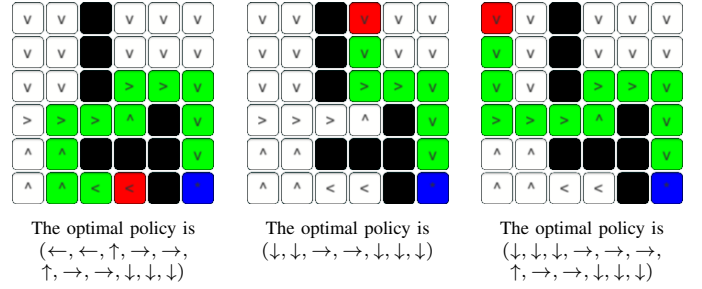 The optimal policy is
(←, ←, ↑, →, →,
↑, →, →, ↓, ↓, ↓)
The optimal policy is
(↓, ↓, →, →, ↓, ↓, ↓)
The optimal policy is
(↓, ↓, ↓, →, →, →,
↑, →, →, ↓, ↓, ↓)